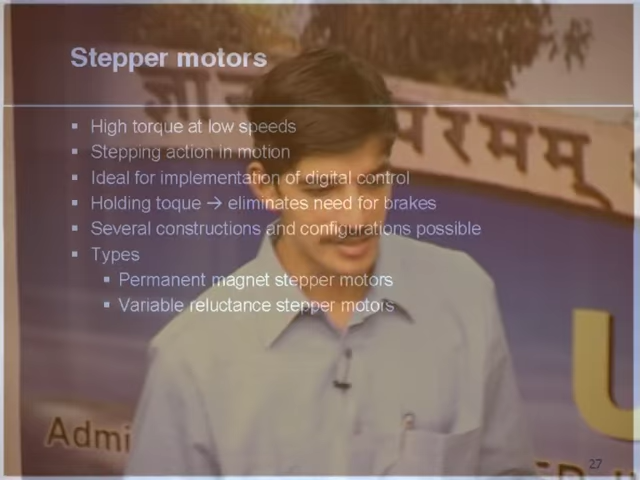 Stepper motors
▪ High torque at low speeds
▪ Stepping action in motion
▪ Ideal for implementation of digital control
▪ Holding toque → eliminates need for brakes
▪ Several constructions and configurations possible
▪ Types
▪ Permanent magnet stepper motors
▪ Variable reluctance stepper motors
परमम्
U
Admi
27